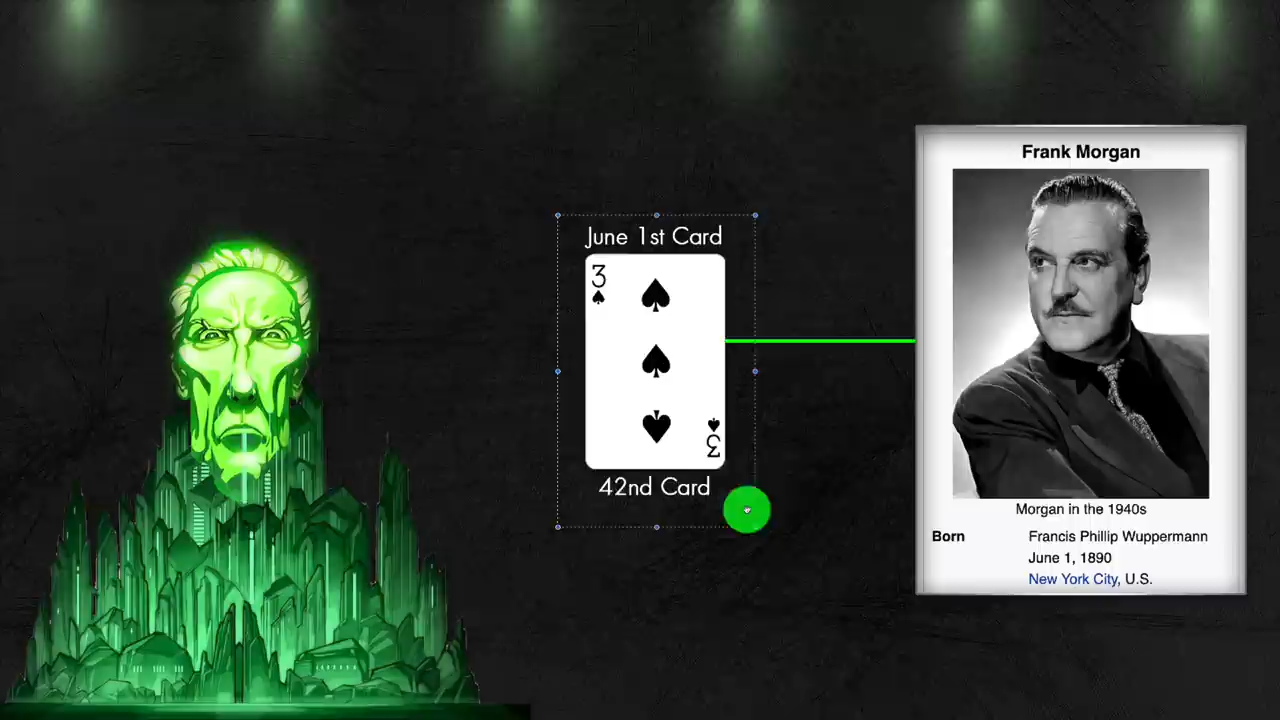 June 1st Card
3
3
42nd Card
Frank Morgan
Morgan in the 1940s
Born Francis Phillip Wuppermann
June 1, 1890
New York City, U.S.